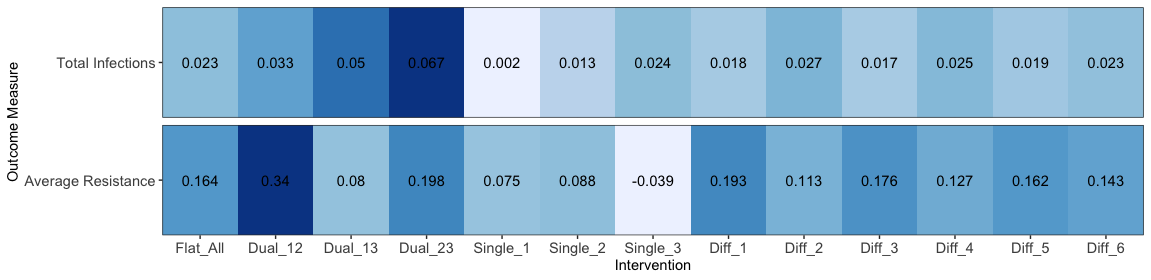 Outcome Measure
Total Infections
0.023 0.033 0.05 0.067 0.002 0.013 0.024 0.018 0.027 0.017 0.025 0.019 0.023
Average Resistance
0.164 0.34 0.08 0.198 0.075 0.088 -0.039 0.193 0.113 0.176 0.127 0.162 0.143
Flat_All Dual_12 Dual_13 Dual_23 Single_1 Single_2 Single_3 Diff_1 Diff_2 Diff_3 Diff_4 Diff_5 Diff_6
Intervention